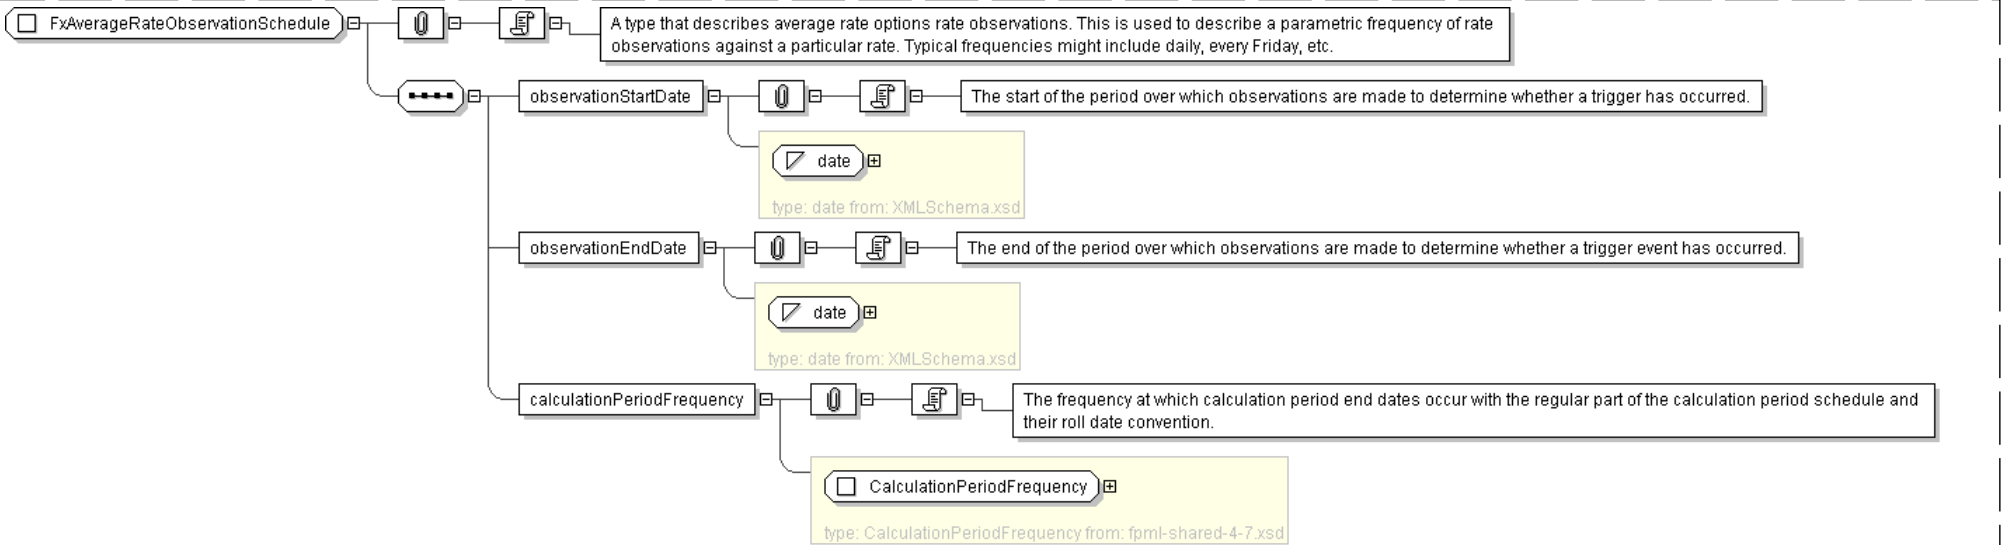 FxAverageRateObservationSchedule
A type that describes average rate options rate observations. This is used to describe a parametric frequency of rate
observations against a particular rate. Typical frequencies might include daily, every Friday, etc.
observationStartDate
The start of the period over which observations are made to determine whether a trigger has occurred.
date
type: date from: XMLSchema.xsd
observationEndDate
The end of the period over which observations are made to determine whether a trigger event has occurred.
date
type: date from: XMLSchema.xsd
calculationPeriodFrequency
The frequency at which calculation period end dates occur with the regular part of the calculation period schedule and
their roll date convention.
CalculationPeriodFrequency
type: CalculationPeriodFrequency from: fpml-shared-4-7.xsd